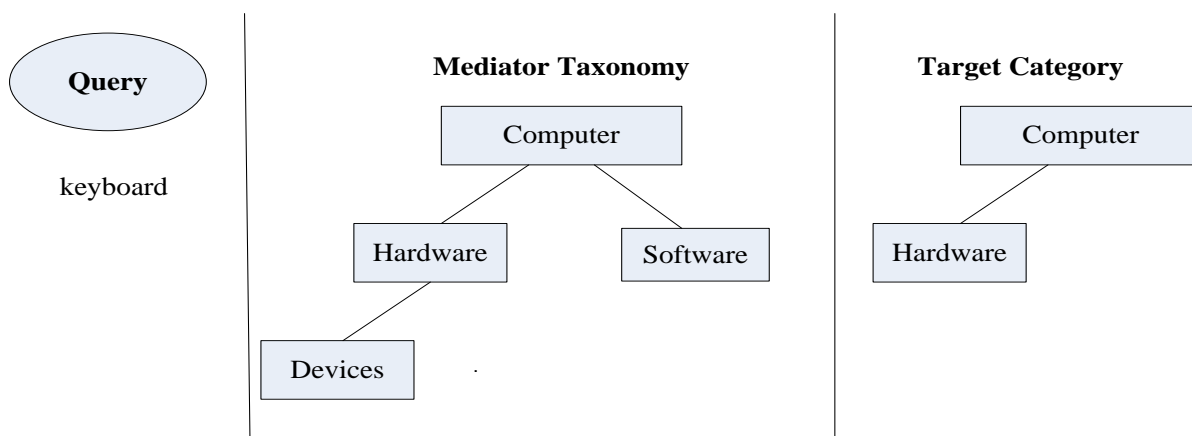 Query
keyboard
Mediator Taxonomy
Computer
Hardware
Software
Devices
.
Target Category
Computer
Hardware